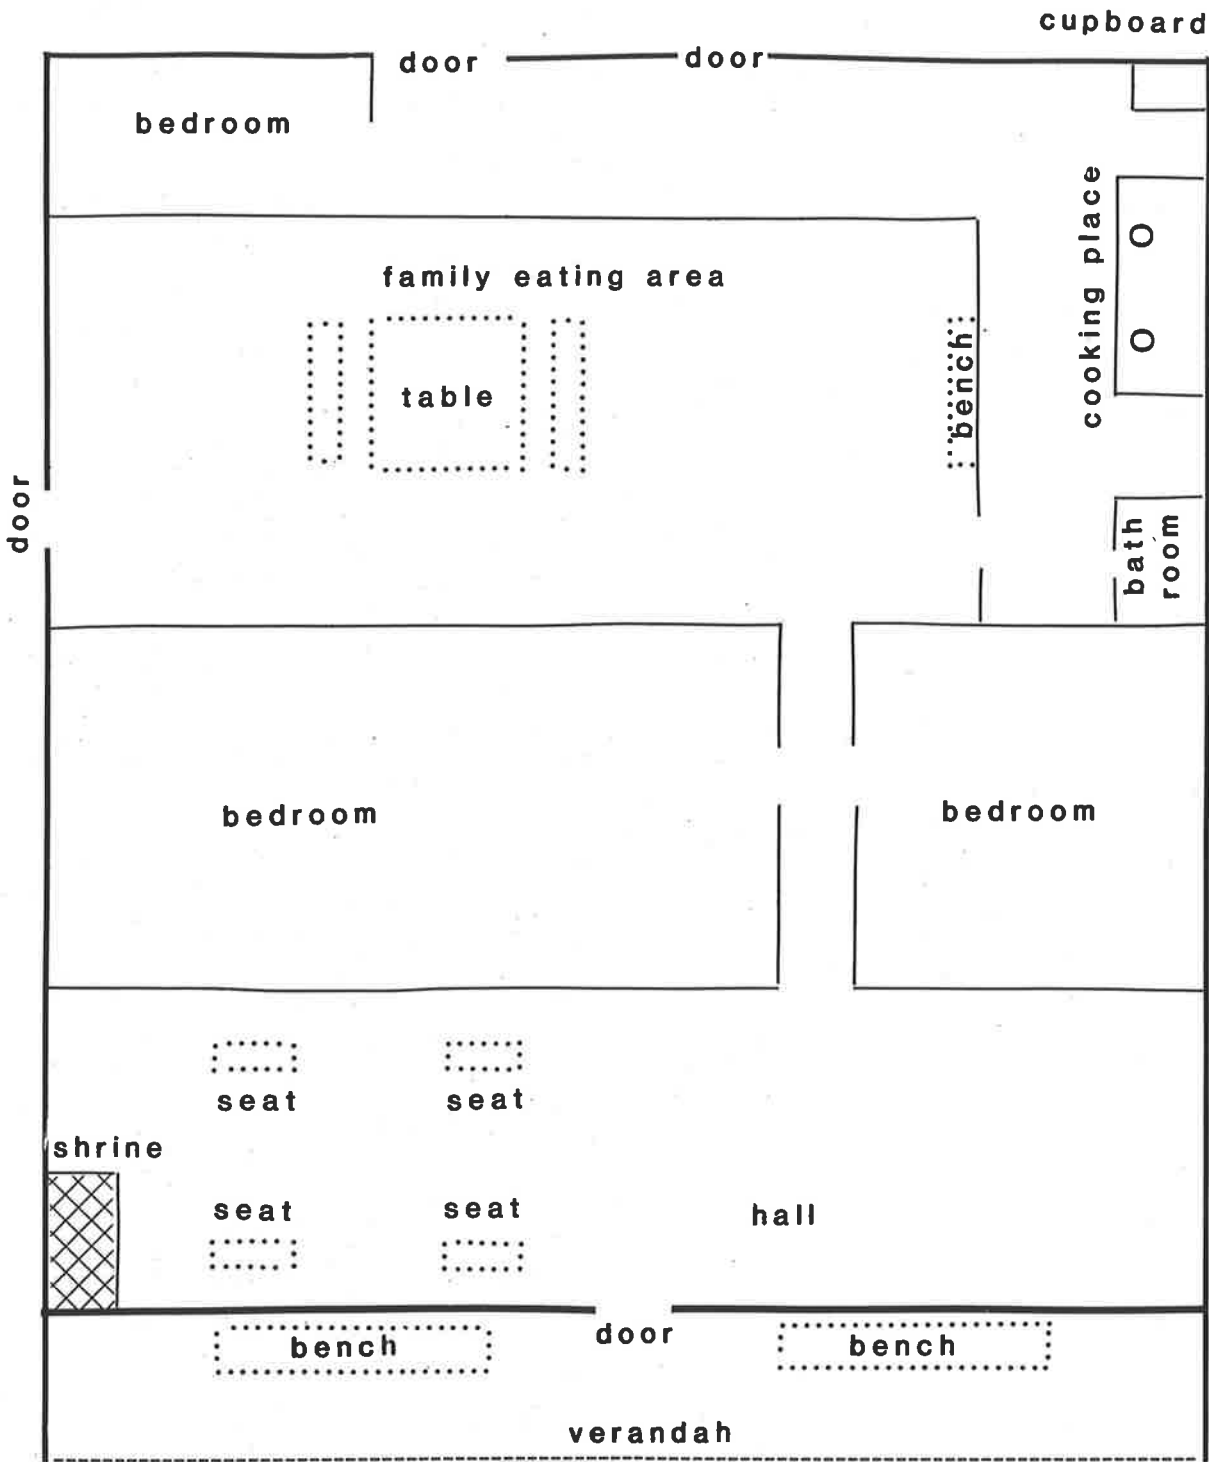 cupboard
door
door
bedroom
cooking place
family eating area
table
bench
door
bath
room
bedroom
bedroom
seat
seat
shrine
seat
seat
hall
door
bench
bench
verandah